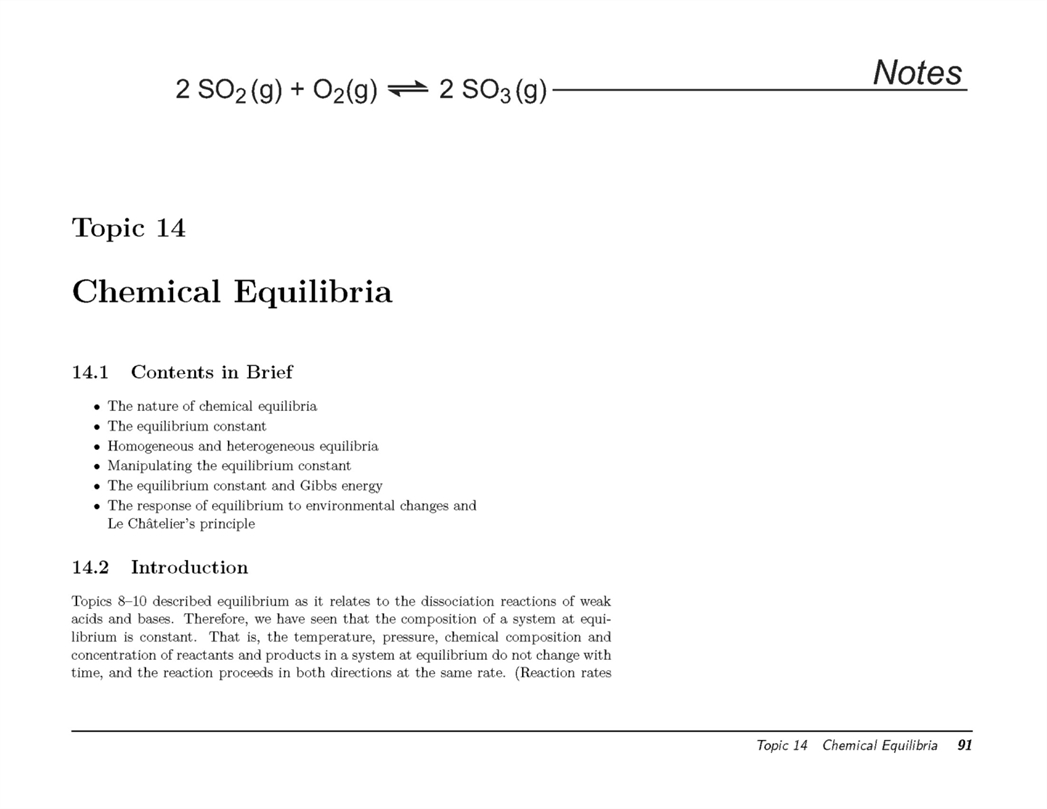 2 SO₂(g) + O₂(g) ⇌ 2 SO₃(g)
Notes
Topic 14
Chemical Equilibria
14.1 Contents in Brief
• The nature of chemical equilibria
• The equilibrium constant
• Homogeneous and heterogeneous equilibria
• Manipulating the equilibrium constant
• The equilibrium constant and Gibbs energy
• The response of equilibrium to environmental changes and
Le Châtelier's principle
14.2 Introduction
Topics 8–10 described equilibrium as it relates to the dissociation reactions of weak
acids and bases. Therefore, we have seen that the composition of a system at equi-
librium is constant. That is, the temperature, pressure, chemical composition and
concentration of reactants and products in a system at equilibrium do not change with
time, and the reaction proceeds in both directions at the same rate. (Reaction rates
Topic 14 Chemical Equilibria 91